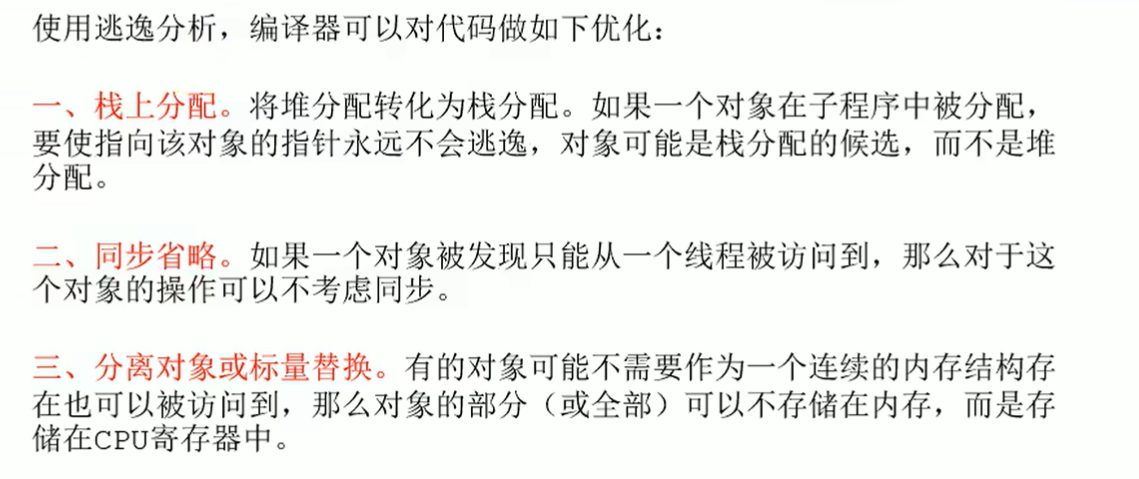 使用逃逸分析，编译器可以对代码做如下优化：
一、栈上分配。将堆分配转化为栈分配。如果一个对象在子程序中被分配，
要使指向该对象的指针永远不会逃逸，对象可能是栈分配的候选，而不是堆
分配。
二、同步省略。如果一个对象被发现只能从一个线程被访问到，那么对于这
个对象的操作可以不考虑同步。
三、分离对象或标量替换。有的对象可能不需要作为一个连续的内存结构存
在也可以被访问到，那么对象的部分（或全部）可以不存储在内存，而是存
储在CPU寄存器中。